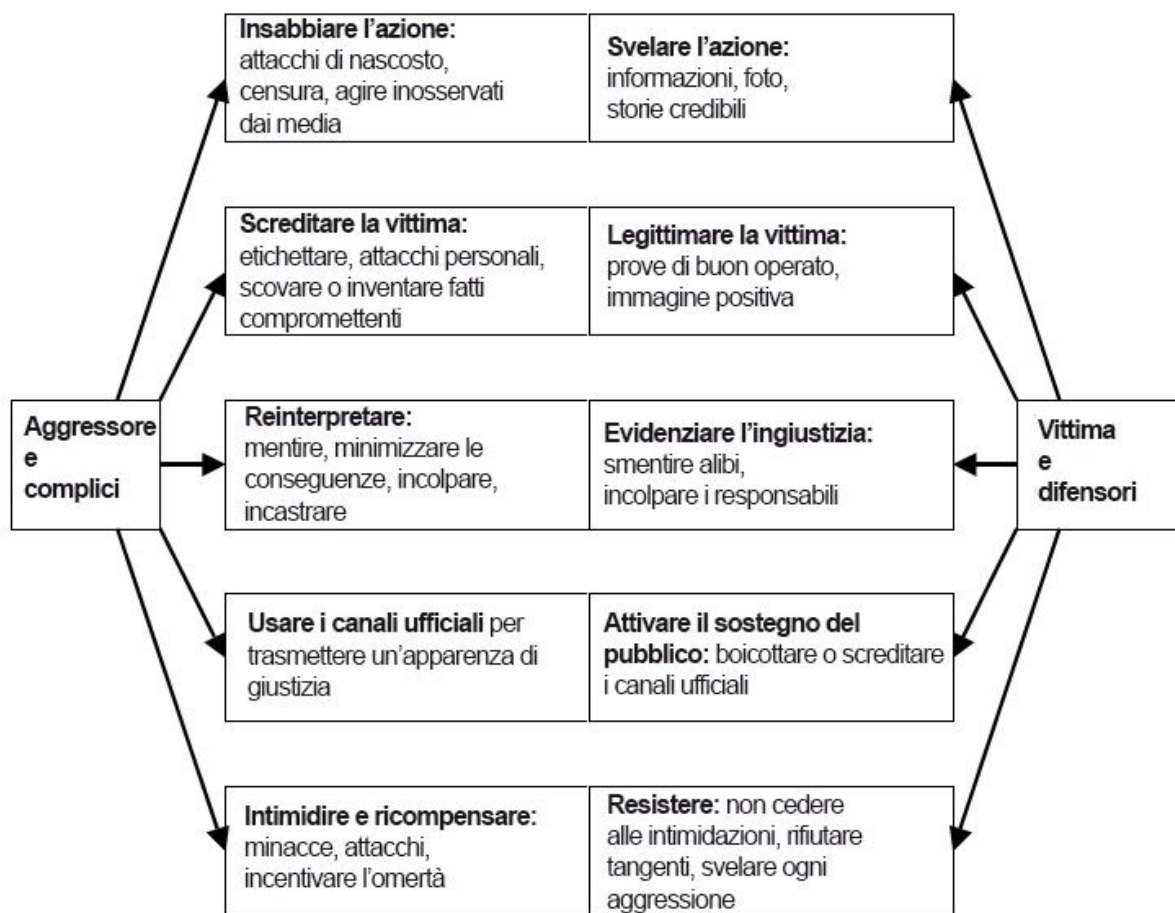 Insabbiare l'azione:
attacchi di nascosto,
censura, agire inosservati
dai media
Svelare l'azione:
informazioni, foto,
storie credibili
Screditare la vittima:
etichettare, attacchi personali,
scovare o inventare fatti
compromettenti
Legittimare la vittima:
prove di buon operato,
immagine positiva
Aggressore
e
complici
Reinterpretare:
mentire, minimizzare le
conseguenze, incolpare,
incastrare
Evidenziare l'ingiustizia:
smentire alibi,
incolpare i responsabili
Vittima
e
difensori
Usare i canali ufficiali per
trasmettere un'apparenza di
giustizia
Attivare il sostegno del
pubblico: boicottare o screditare
i canali ufficiali
Intimidire e ricompensare:
minacce, attacchi,
incentivare l'omertà
Resistere: non cedere
alle intimidazioni, rifiutare
tangenti, svelare ogni
aggressione